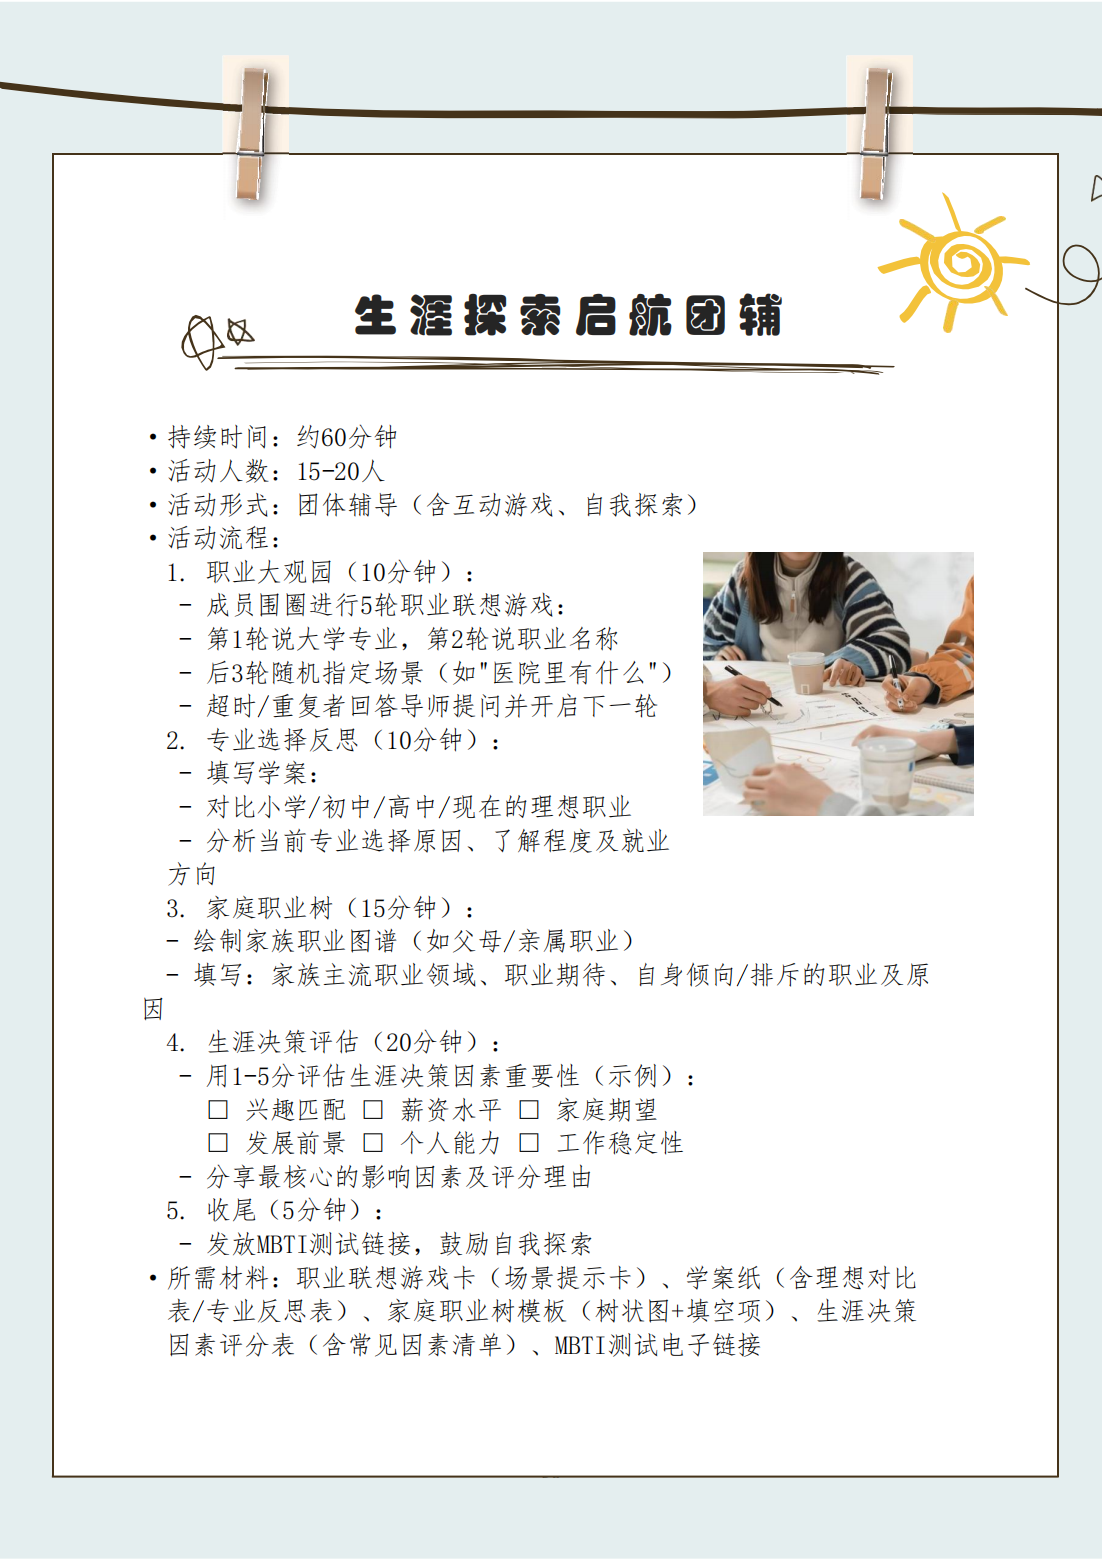 生涯探索启航团辅
•持续时间：约60分钟
•活动人数：15-20人
•活动形式：团体辅导（含互动游戏、自我探索）
•活动流程：
1. 职业大观园（10分钟）：
- 成员围圈进行5轮职业联想游戏：
- 第1轮说大学专业，第2轮说职业名称
- 后3轮随机指定场景（如"医院里有什么"）
- 超时/重复者回答导师提问并开启下一轮
2. 专业选择反思（10分钟）：
- 填写学案：
- 对比小学/初中/高中/现在的理想职业
- 分析当前专业选择原因、了解程度及就业
方向
3. 家庭职业树（15分钟）：
- 绘制家族职业图谱（如父母/亲属职业）
- 填写：家族主流职业领域、职业期待、自身倾向/排斥的职业及原
因
4. 生涯决策评估（20分钟）：
- 用1-5分评估生涯决策因素重要性（示例）：
□ 兴趣匹配 □ 薪资水平 □ 家庭期望
□ 发展前景 □ 个人能力 □ 工作稳定性
- 分享最核心的影响因素及评分理由
5. 收尾（5分钟）：
- 发放MBTI测试链接，鼓励自我探索
•所需材料：职业联想游戏卡（场景提示卡）、学案纸（含理想对比
表/专业反思表）、家庭职业树模板（树状图+填空项）、生涯决策
因素评分表（含常见因素清单）、MBTI测试电子链接